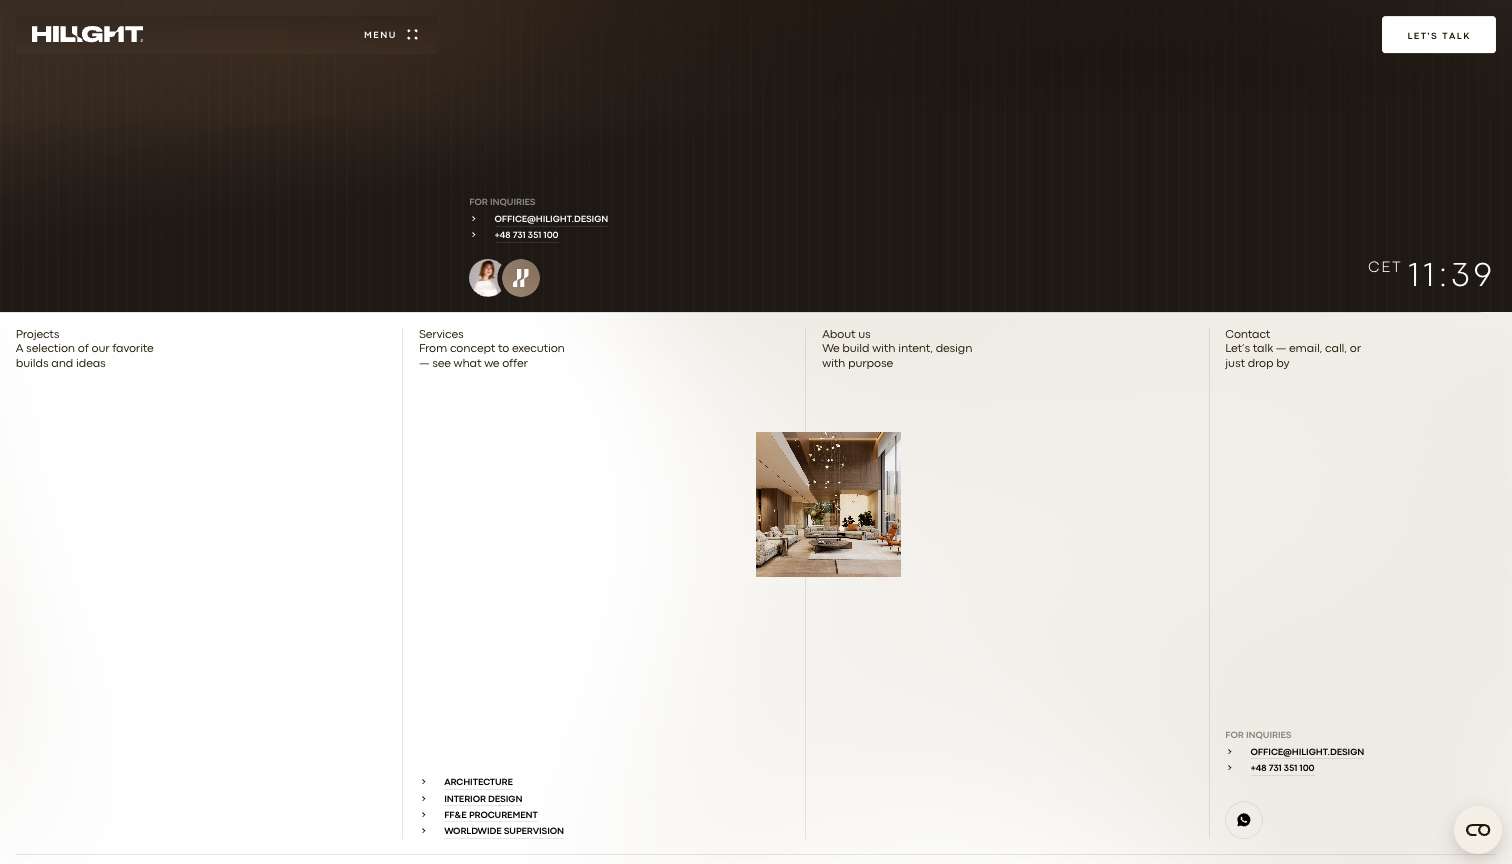 HILIGHT
MENU
LET'S TALK
FOR INQUIRIES
OFFICE@HILIGHT.DESIGN
+48 731 351 100
CET 11:39
Projects
A selection of our favorite
builds and ideas
Services
From concept to execution
— see what we offer
ARCHITECTURE
INTERIOR DESIGN
FF&E PROCUREMENT
WORLDWIDE SUPERVISION
About us
We build with intent, design
with purpose
Contact
Let's talk — email, call, or
just drop by
FOR INQUIRIES
OFFICE@HILIGHT.DESIGN
+48 731 351 100